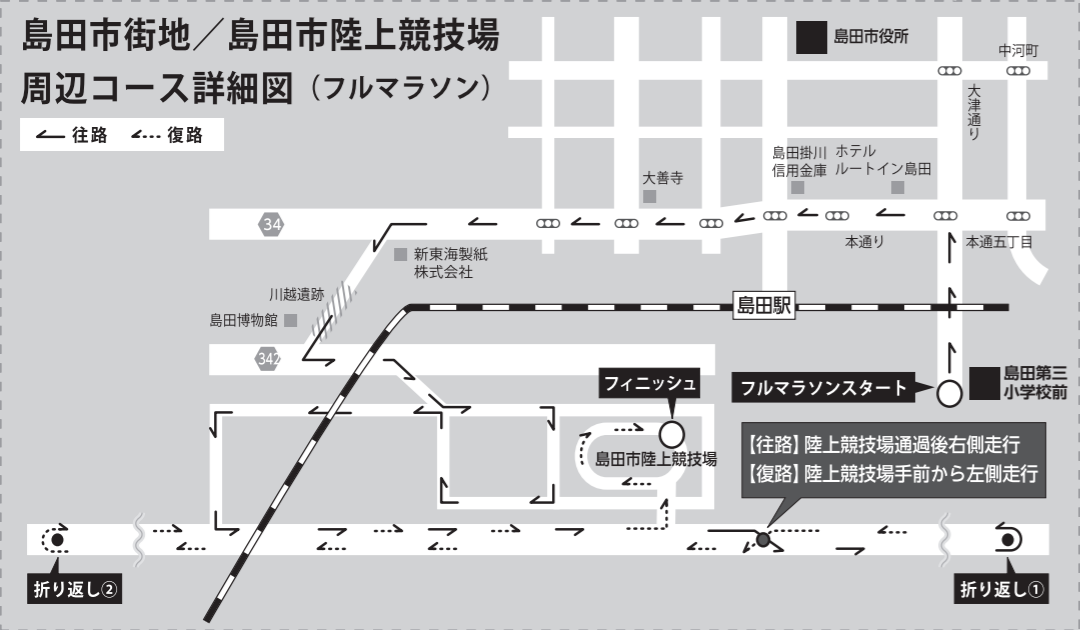 島田市街地／島田市陸上競技場
周辺コース詳細図（フルマラソン）
往路
復路
島田市役所
中河町
大津通り
島田掛川
信用金庫
ホテル
ルートイン島田
大善寺
34
本通り
本通五丁目
新東海製紙
株式会社
川越遺跡
島田博物館
島田駅
342
フィニッシュ
フルマラソンスタート
島田第三
小学校前
島田市陸上競技場
【往路】陸上競技場通過後右側走行
【復路】陸上競技場手前から左側走行
折り返し②
折り返し①